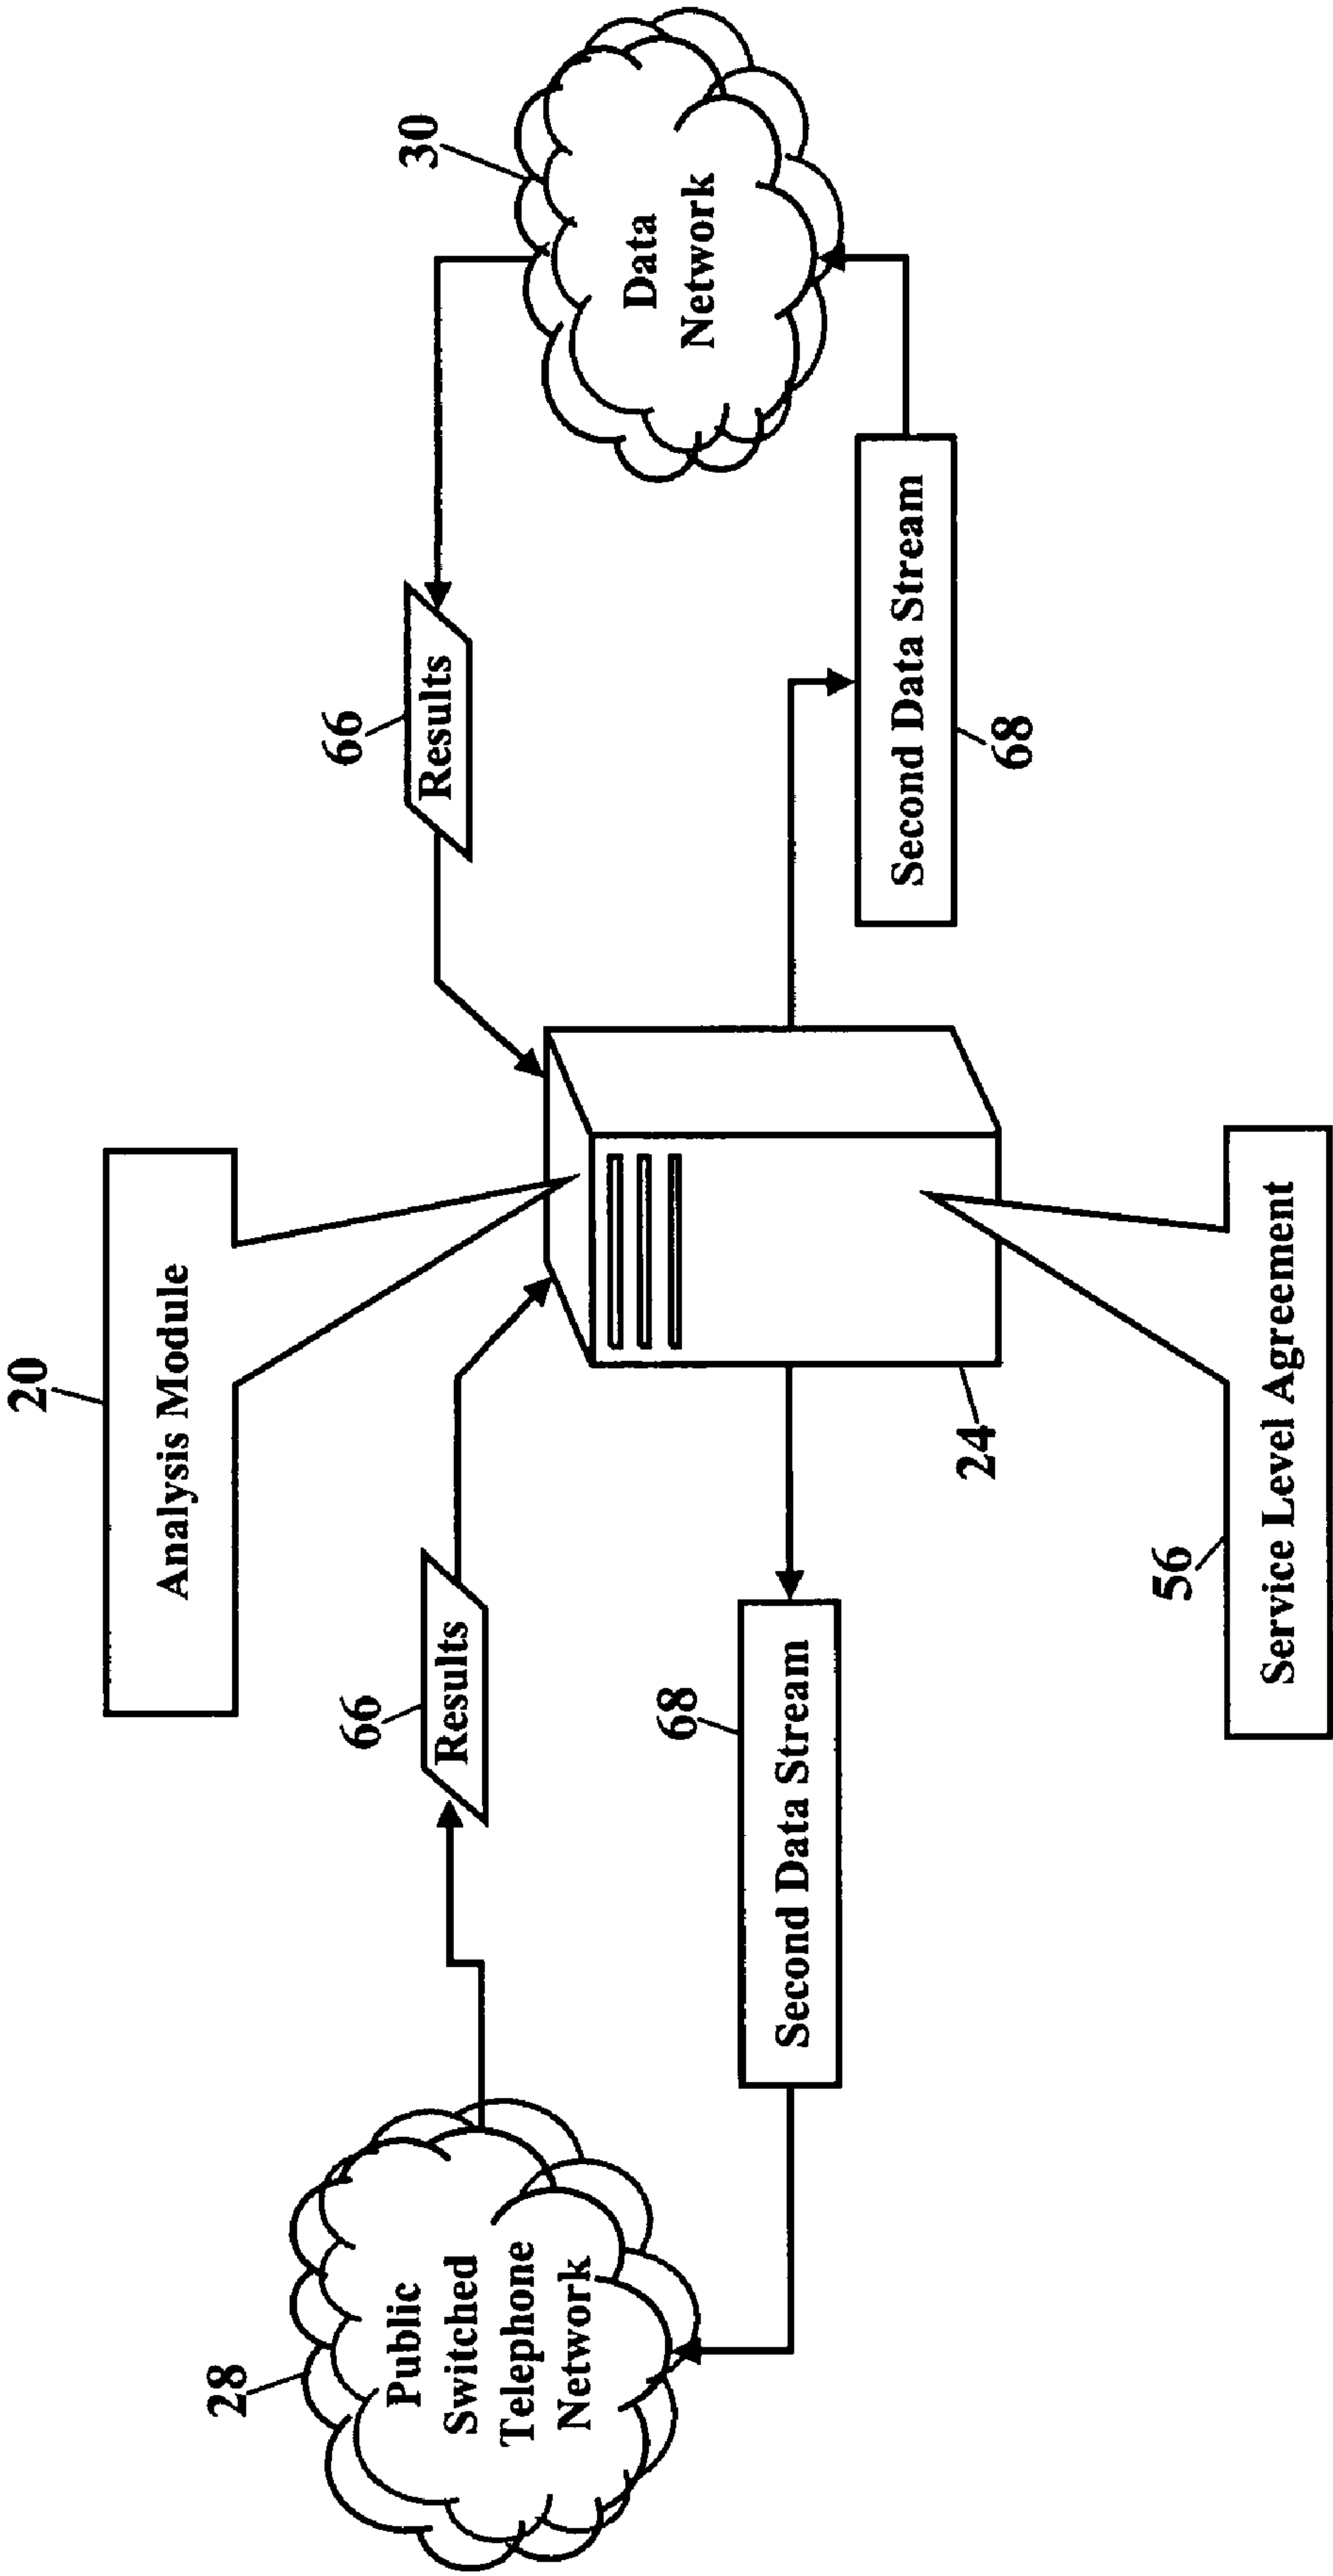 20
Analysis Module
28
Public
Switched
Telephone
Network
66
Results
66
Results
30
Data
Network
68
Second Data Stream
24
Second Data Stream
68
56
Service Level Agreement